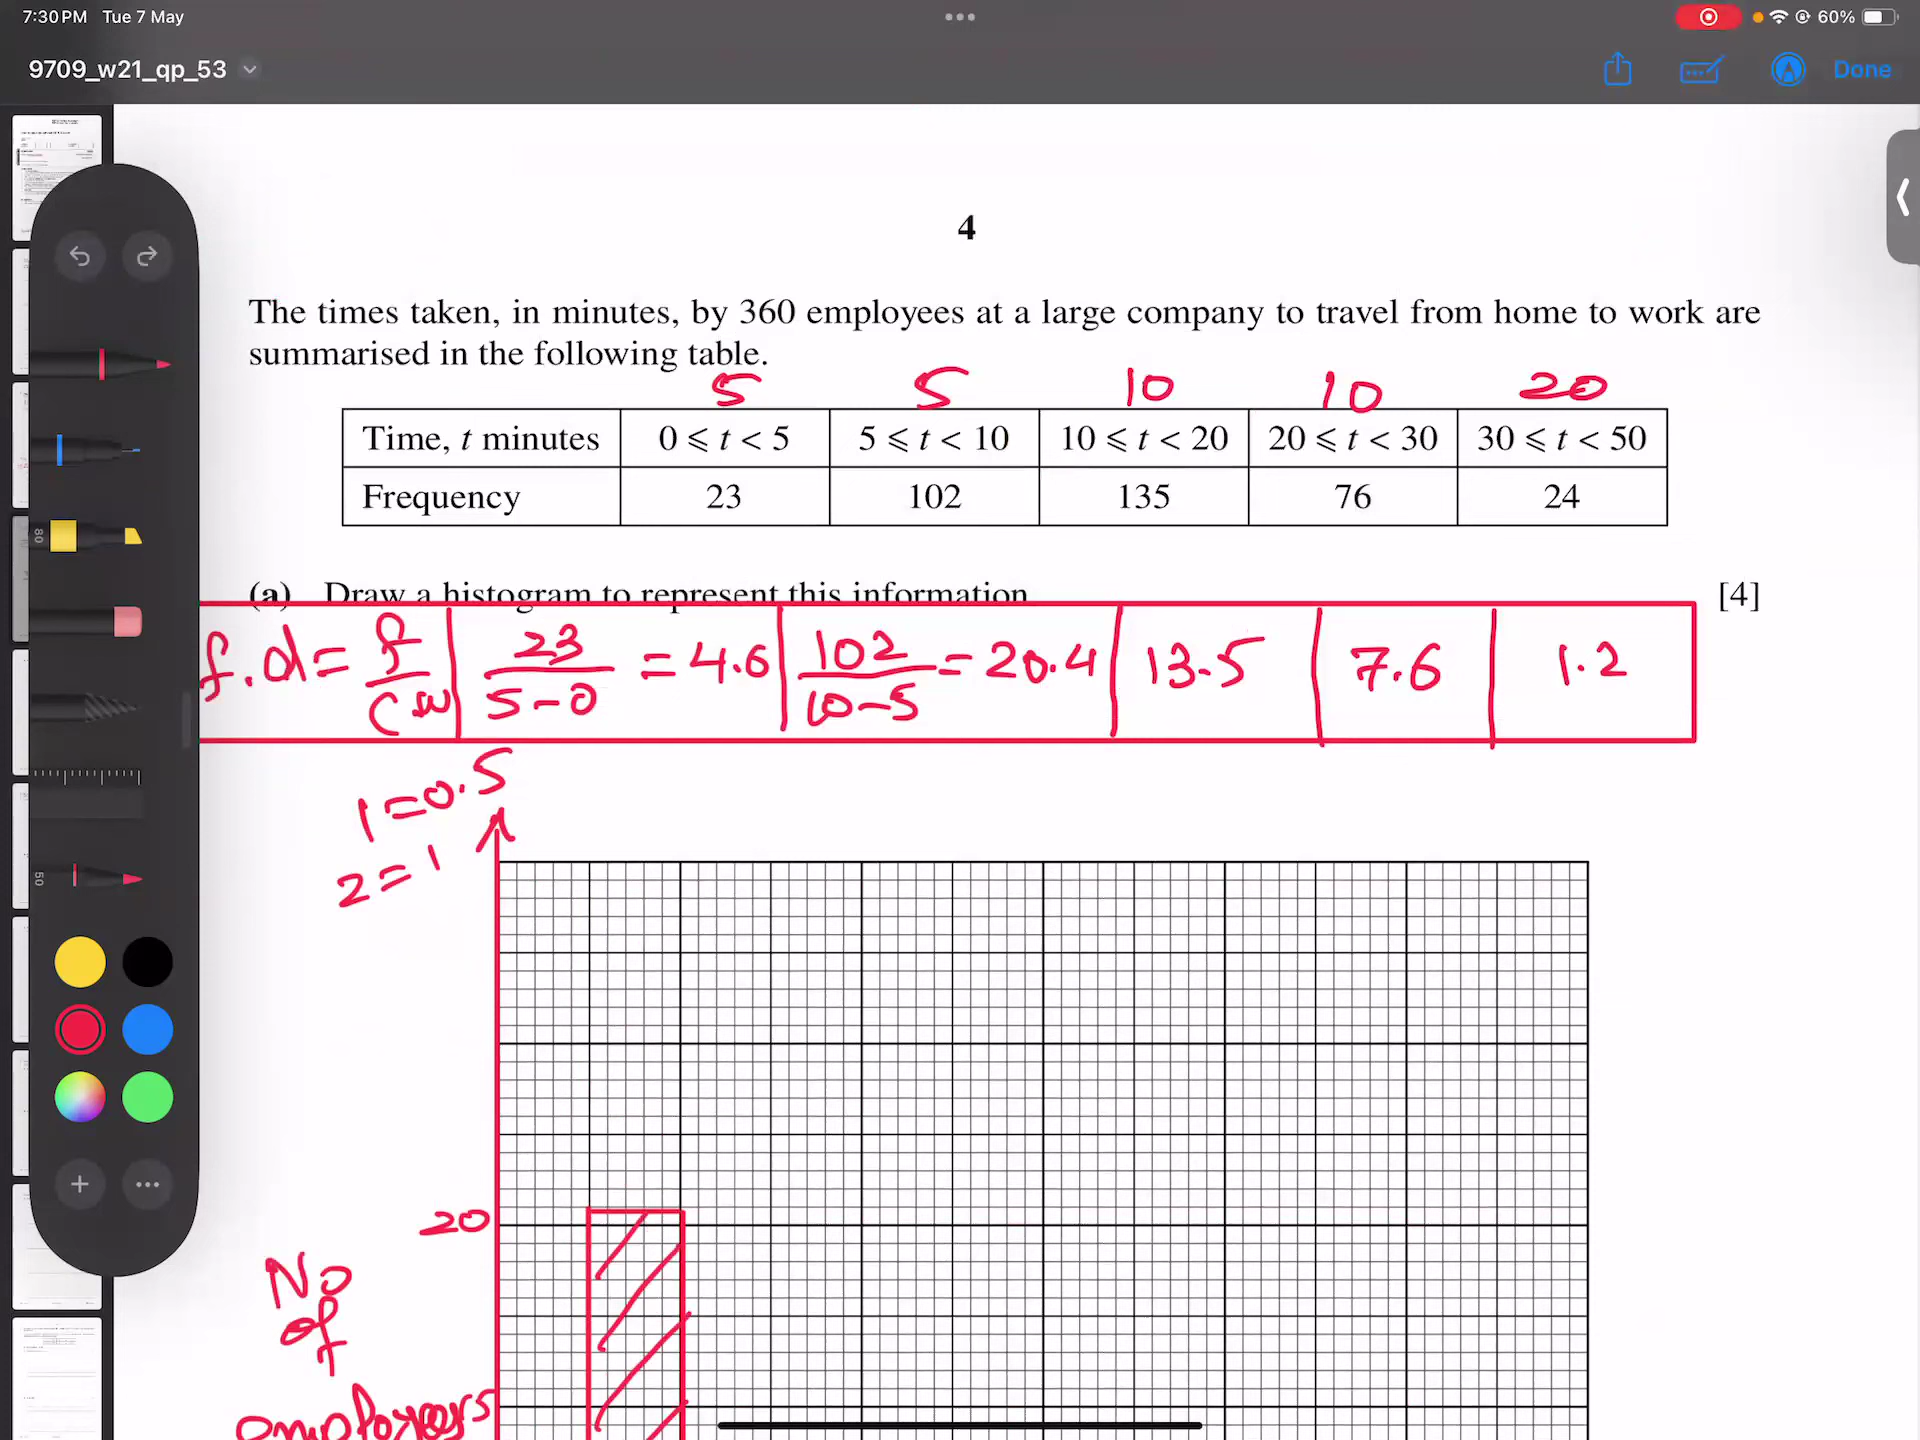 7:30 PM Tue 7 May
60%
9709_w21_qp_53
Done
4
The times taken, in minutes, by 360 employees at a large company to travel from home to work are
summarised in the following table.
5 5 10 10 20
Time, t minutes 0 ⩽ t < 5 5 ⩽ t < 10 10 ⩽ t < 20 20 ⩽ t < 30 30 ⩽ t < 50
Frequency 23 102 135 76 24
(a) Draw a histogram to represent this information [4]
f.d = f/cw 23/(5-0) = 4.6 102/(10-5) = 20.4 13.5 7.6 1.2
1=0.5
2=1
20
No
of
employees
80
50